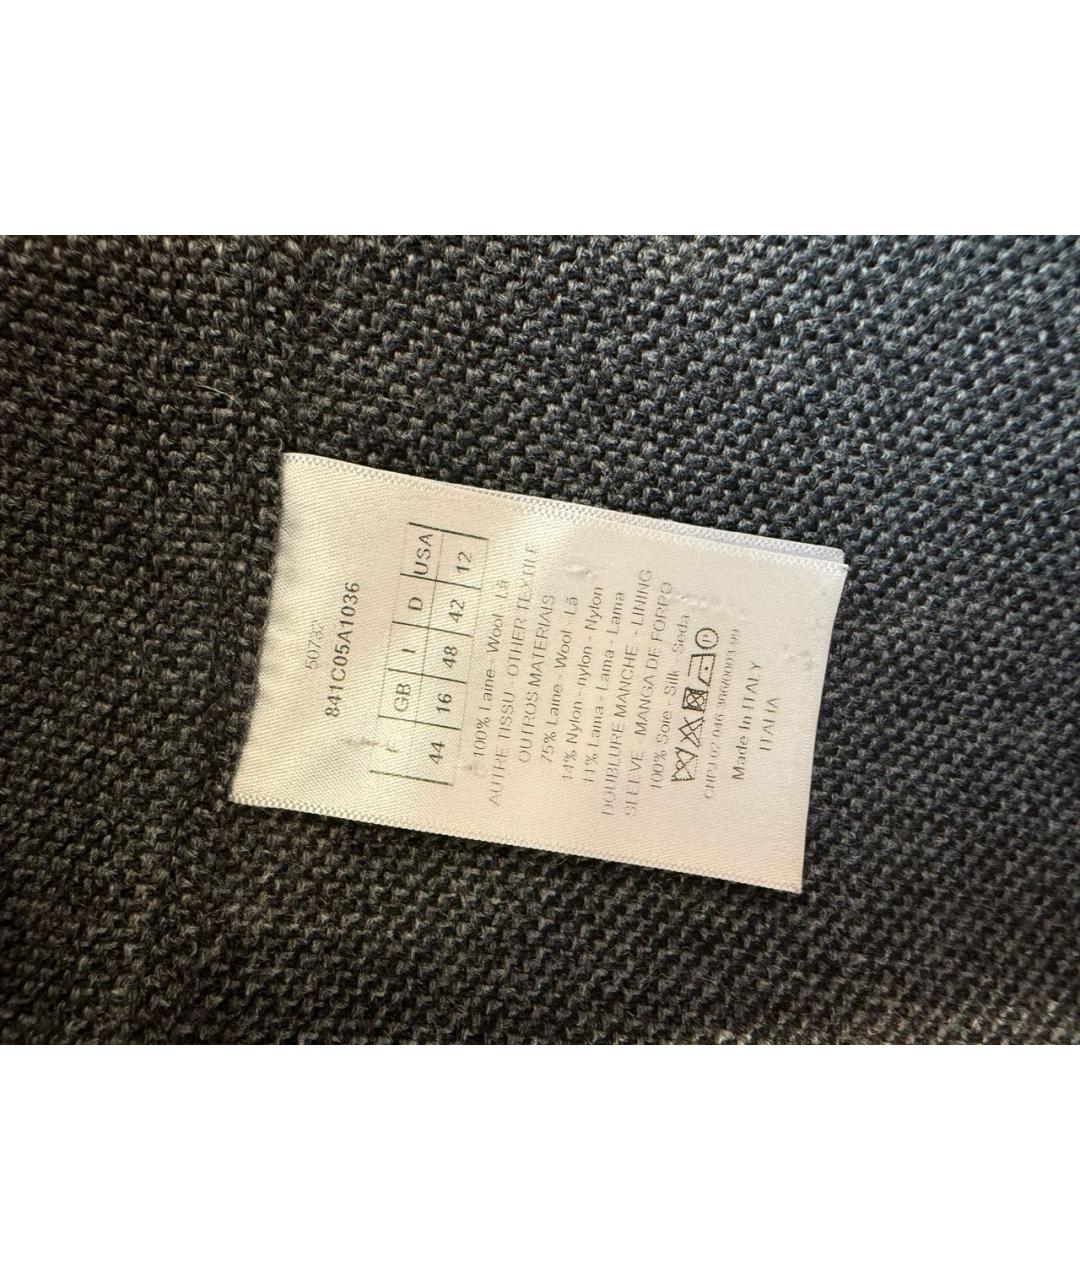 841C05A1036
F GB I D USA
44 16 48 42 12
100% Laine - Wool - Lã
AUTRE TISSU - OTHER TEXTILE
OUTROS MATERIAIS
75% Laine - Wool - Lã
14% Nylon - nylon - Nylon
11% Lama - Lama - Lama
DOUBLURE MANCHE - LINING
SLEEVE - MANGA DE FORRO
100% Soie - Silk - Seda
P
Made In ITALY
ITALIA